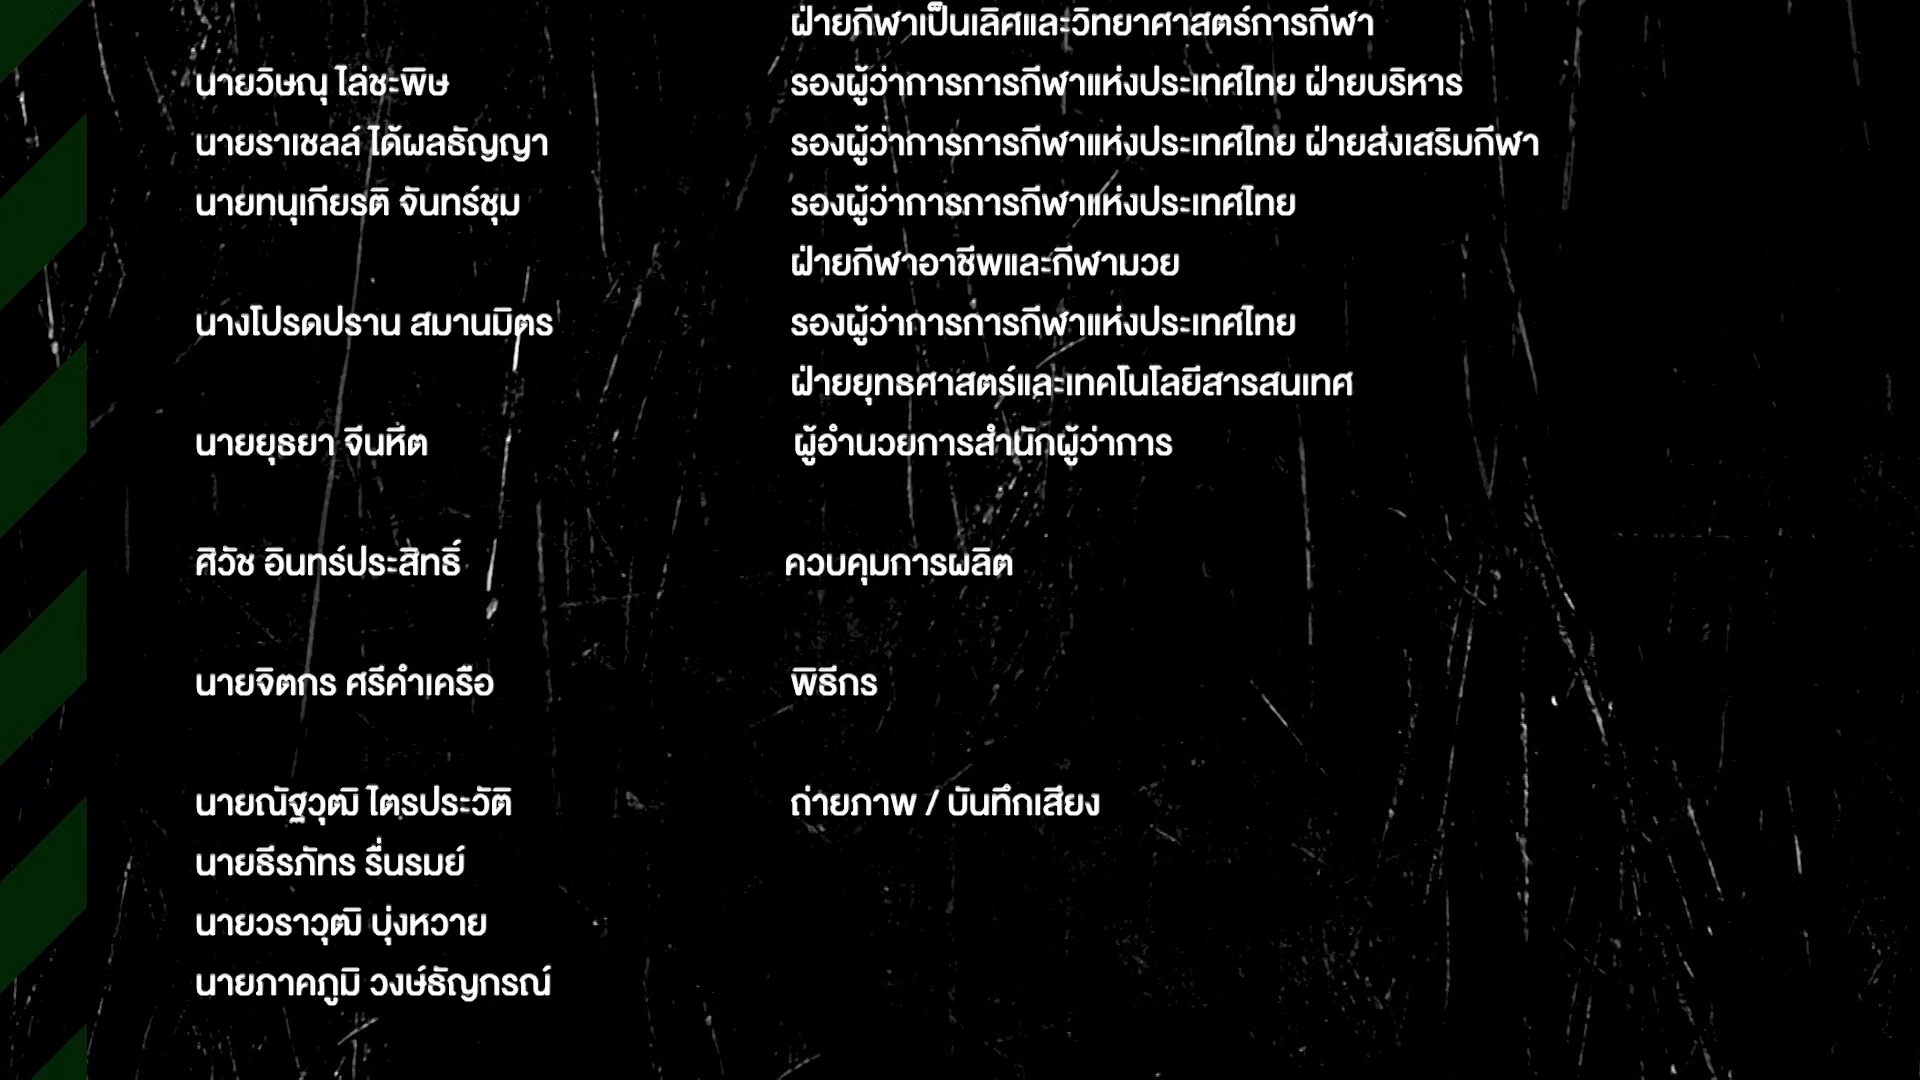 ฝ่ายกีฬาเป็นเลิศและวิทยาศาสตร์การกีฬา
นายวิษณุ ไล่ชะพิษ รองผู้ว่าการการกีฬาแห่งประเทศไทย ฝ่ายบริหาร
นายราเชลล์ ได้ผลธัญญา รองผู้ว่าการการกีฬาแห่งประเทศไทย ฝ่ายส่งเสริมกีฬา
นายทนุเกียรติ จันทร์ชุม รองผู้ว่าการการกีฬาแห่งประเทศไทย
ฝ่ายกีฬาอาชีพและกีฬามวย
นางโปรดปราน สมานมิตร รองผู้ว่าการการกีฬาแห่งประเทศไทย
ฝ่ายยุทธศาสตร์และเทคโนโลยีสารสนเทศ
นายยุธยา จีนหีต ผู้อำนวยการสำนักผู้ว่าการ
ศิวัช อินทร์ประสิทธิ์ ควบคุมการผลิต
นายจิตกร ศรีคำเครือ พิธีกร
นายณัฐวุฒิ ไตรประวัติ ถ่ายภาพ / บันทึกเสียง
นายธีรภัทร รื่นรมย์
นายวราวุฒิ บุ่งหวาย
นายภาคภูมิ วงษ์ธัญกรณ์